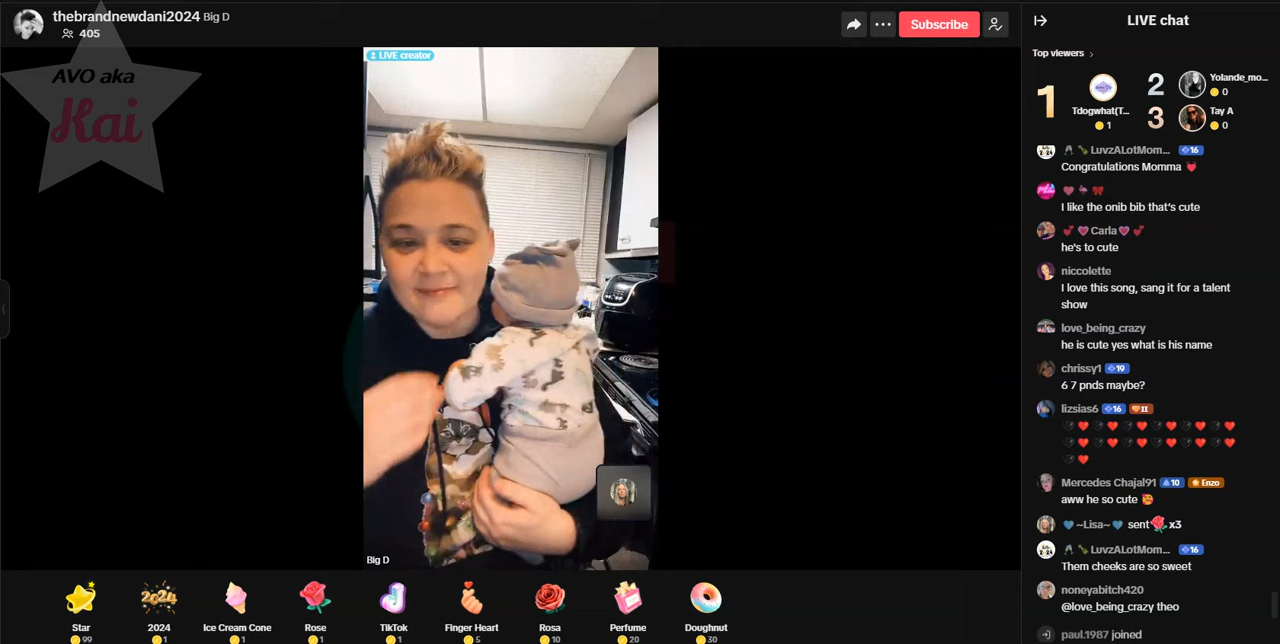 thebrandnewdani2024 Big D
405
Subscribe
AVO aka
Kai
LIVE creator
Big D
Star
99
2024
2024
1
Ice Cream Cone
1
Rose
1
TikTok
1
Finger Heart
5
Rosa
10
Perfume
20
Doughnut
30
LIVE chat
Top viewers
1
Tdogwhat(T...
1
2
Yolande_mo...
0
3
Tay A
0
LuvzALotMom... 16
Congratulations Momma
I like the onib bib that's cute
Carla
he's to cute
niccolette
I love this song, sang it for a talent
show
love_being_crazy
he is cute yes what is his name
chrissy1 19
6 7 pnds maybe?
lizsias6 16 II
Mercedes Chajal91 10 Enzo
aww he so cute
~Lisa~ sent x3
LuvzALotMom... 16
Them cheeks are so sweet
noneyabitch420
@love_being_crazy theo
paul.1987 joined